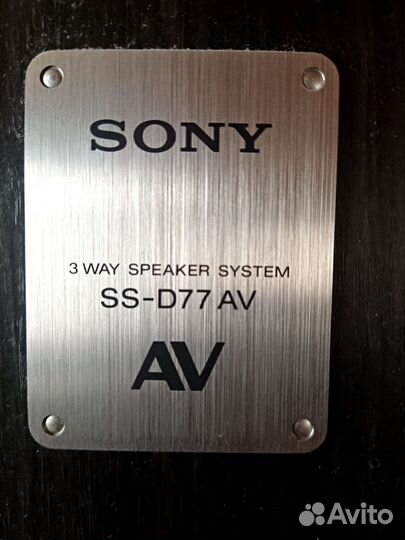 SONY
3 WAY SPEAKER SYSTEM
SS-D77 AV
AV
Avito